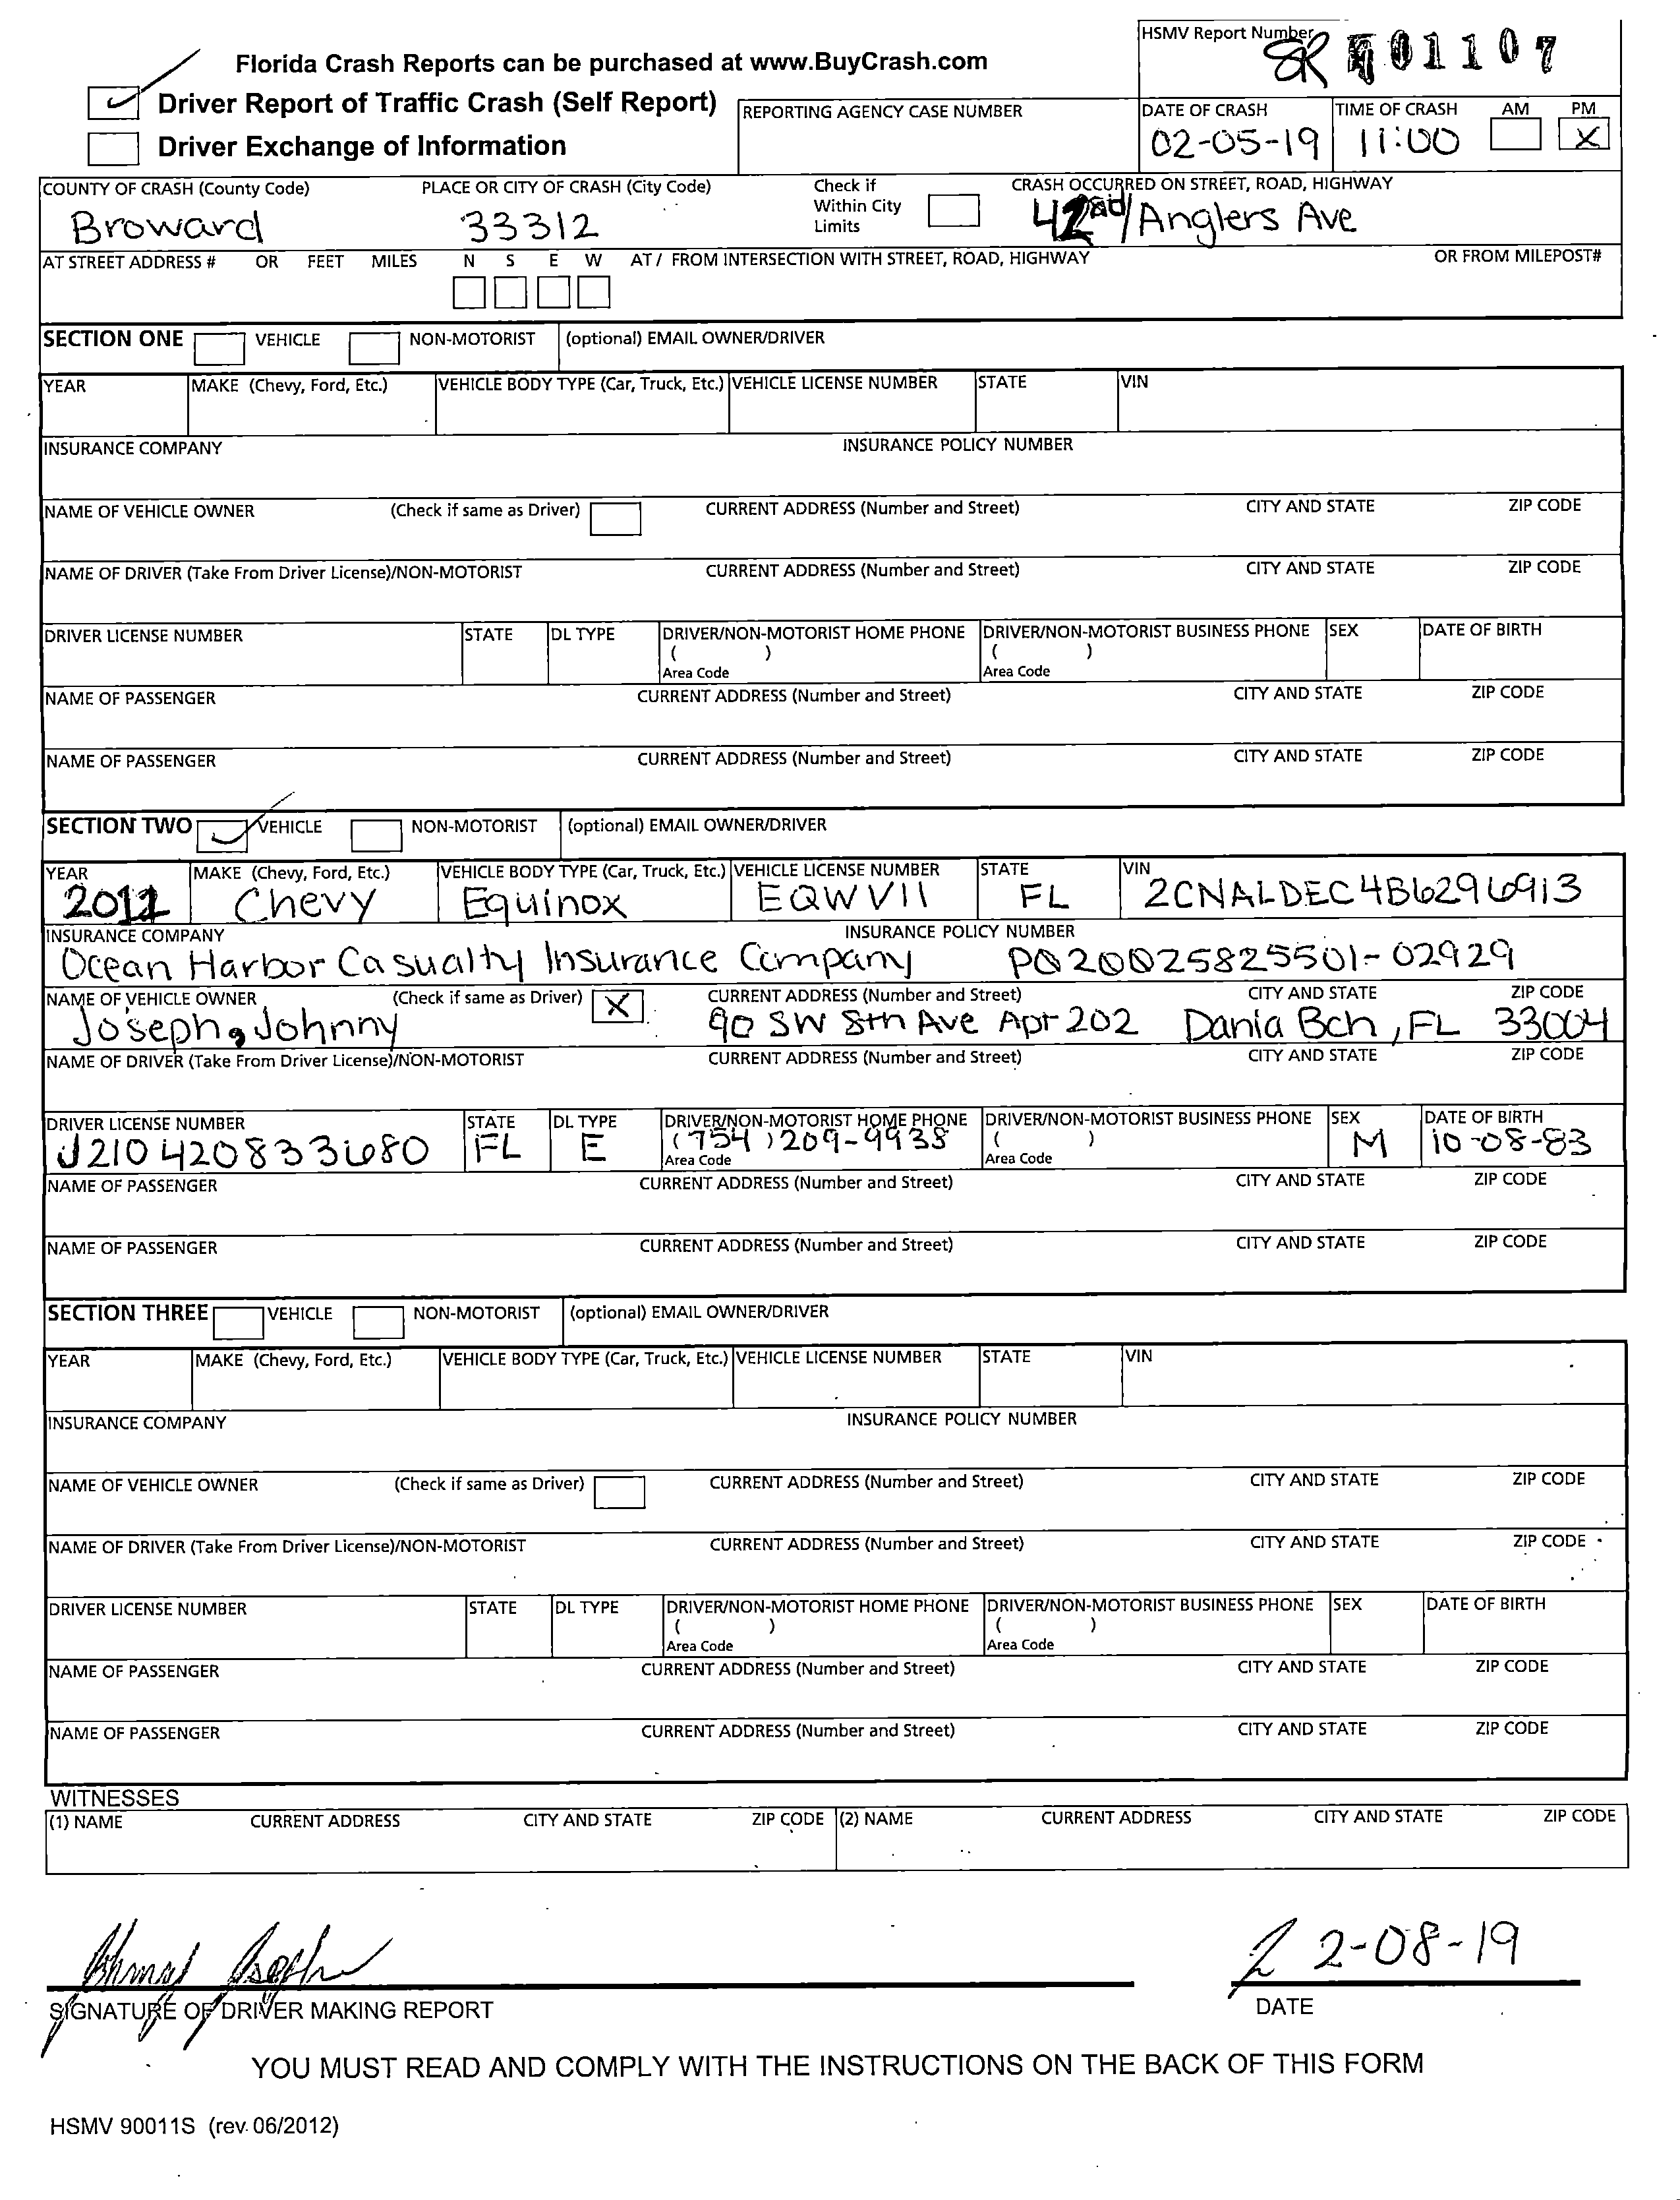 HSMV Report Number
SR 01107
Florida Crash Reports can be purchased at www.BuyCrash.com
Driver Report of Traffic Crash (Self Report)
REPORTING AGENCY CASE NUMBER DATE OF CRASH TIME OF CRASH AM PM
02-05-19 11:00 X
Driver Exchange of Information
COUNTY OF CRASH (County Code) PLACE OR CITY OF CRASH (City Code) Check if Within City Limits CRASH OCCURRED ON STREET, ROAD, HIGHWAY
Broward 33312 42nd/Anglers Ave
AT STREET ADDRESS # OR FEET MILES N S E W AT / FROM INTERSECTION WITH STREET, ROAD, HIGHWAY OR FROM MILEPOST#
SECTION ONE VEHICLE NON-MOTORIST (optional) EMAIL OWNER/DRIVER
YEAR MAKE (Chevy, Ford, Etc.) VEHICLE BODY TYPE (Car, Truck, Etc.) VEHICLE LICENSE NUMBER STATE VIN
INSURANCE COMPANY INSURANCE POLICY NUMBER
NAME OF VEHICLE OWNER (Check if same as Driver) CURRENT ADDRESS (Number and Street) CITY AND STATE ZIP CODE
NAME OF DRIVER (Take From Driver License)/NON-MOTORIST CURRENT ADDRESS (Number and Street) CITY AND STATE ZIP CODE
DRIVER LICENSE NUMBER STATE DL TYPE DRIVER/NON-MOTORIST HOME PHONE DRIVER/NON-MOTORIST BUSINESS PHONE SEX DATE OF BIRTH
( ) ( )
Area Code Area Code
NAME OF PASSENGER CURRENT ADDRESS (Number and Street) CITY AND STATE ZIP CODE
NAME OF PASSENGER CURRENT ADDRESS (Number and Street) CITY AND STATE ZIP CODE
SECTION TWO VEHICLE NON-MOTORIST (optional) EMAIL OWNER/DRIVER
YEAR MAKE (Chevy, Ford, Etc.) VEHICLE BODY TYPE (Car, Truck, Etc.) VEHICLE LICENSE NUMBER STATE VIN
2011 Chevy Equinox EQWV11 FL 2CNALDEC4B6296913
INSURANCE COMPANY INSURANCE POLICY NUMBER
Ocean Harbor Casualty Insurance Company PO20025825501-02929
NAME OF VEHICLE OWNER (Check if same as Driver) X CURRENT ADDRESS (Number and Street) CITY AND STATE ZIP CODE
Joseph, Johnny 90 SW 8th Ave Apt 202 Dania Bch, FL 33004
NAME OF DRIVER (Take From Driver License)/NON-MOTORIST CURRENT ADDRESS (Number and Street) CITY AND STATE ZIP CODE
DRIVER LICENSE NUMBER STATE DL TYPE DRIVER/NON-MOTORIST HOME PHONE DRIVER/NON-MOTORIST BUSINESS PHONE SEX DATE OF BIRTH
J210420833680 FL E (754) 209-9938 ( ) M 10-08-83
Area Code Area Code
NAME OF PASSENGER CURRENT ADDRESS (Number and Street) CITY AND STATE ZIP CODE
NAME OF PASSENGER CURRENT ADDRESS (Number and Street) CITY AND STATE ZIP CODE
SECTION THREE VEHICLE NON-MOTORIST (optional) EMAIL OWNER/DRIVER
YEAR MAKE (Chevy, Ford, Etc.) VEHICLE BODY TYPE (Car, Truck, Etc.) VEHICLE LICENSE NUMBER STATE VIN
INSURANCE COMPANY INSURANCE POLICY NUMBER
NAME OF VEHICLE OWNER (Check if same as Driver) CURRENT ADDRESS (Number and Street) CITY AND STATE ZIP CODE
NAME OF DRIVER (Take From Driver License)/NON-MOTORIST CURRENT ADDRESS (Number and Street) CITY AND STATE ZIP CODE
DRIVER LICENSE NUMBER STATE DL TYPE DRIVER/NON-MOTORIST HOME PHONE DRIVER/NON-MOTORIST BUSINESS PHONE SEX DATE OF BIRTH
( ) ( )
Area Code Area Code
NAME OF PASSENGER CURRENT ADDRESS (Number and Street) CITY AND STATE ZIP CODE
NAME OF PASSENGER CURRENT ADDRESS (Number and Street) CITY AND STATE ZIP CODE
WITNESSES
(1) NAME CURRENT ADDRESS CITY AND STATE ZIP CODE (2) NAME CURRENT ADDRESS CITY AND STATE ZIP CODE
Johnny Joseph 2-08-19
SIGNATURE OF DRIVER MAKING REPORT DATE
YOU MUST READ AND COMPLY WITH THE INSTRUCTIONS ON THE BACK OF THIS FORM
HSMV 90011S (rev. 06/2012)